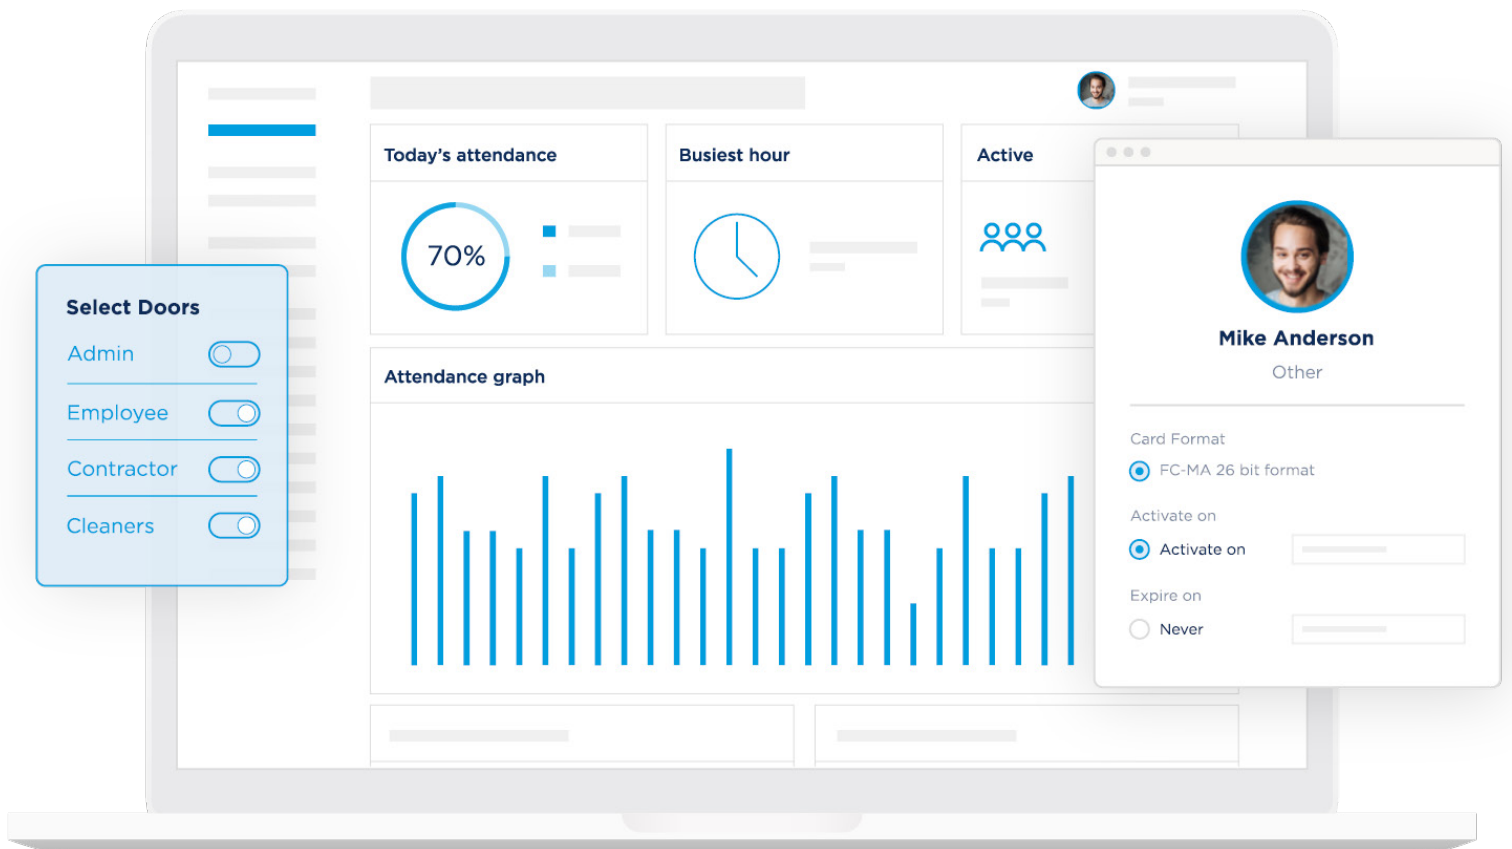 Today's attendance
Busiest hour
Active
70%
Select Doors
Admin
Employee
Contractor
Cleaners
Attendance graph
Mike Anderson
Other
Card Format
FC-MA 26 bit format
Activate on
Activate on
Expire on
Never